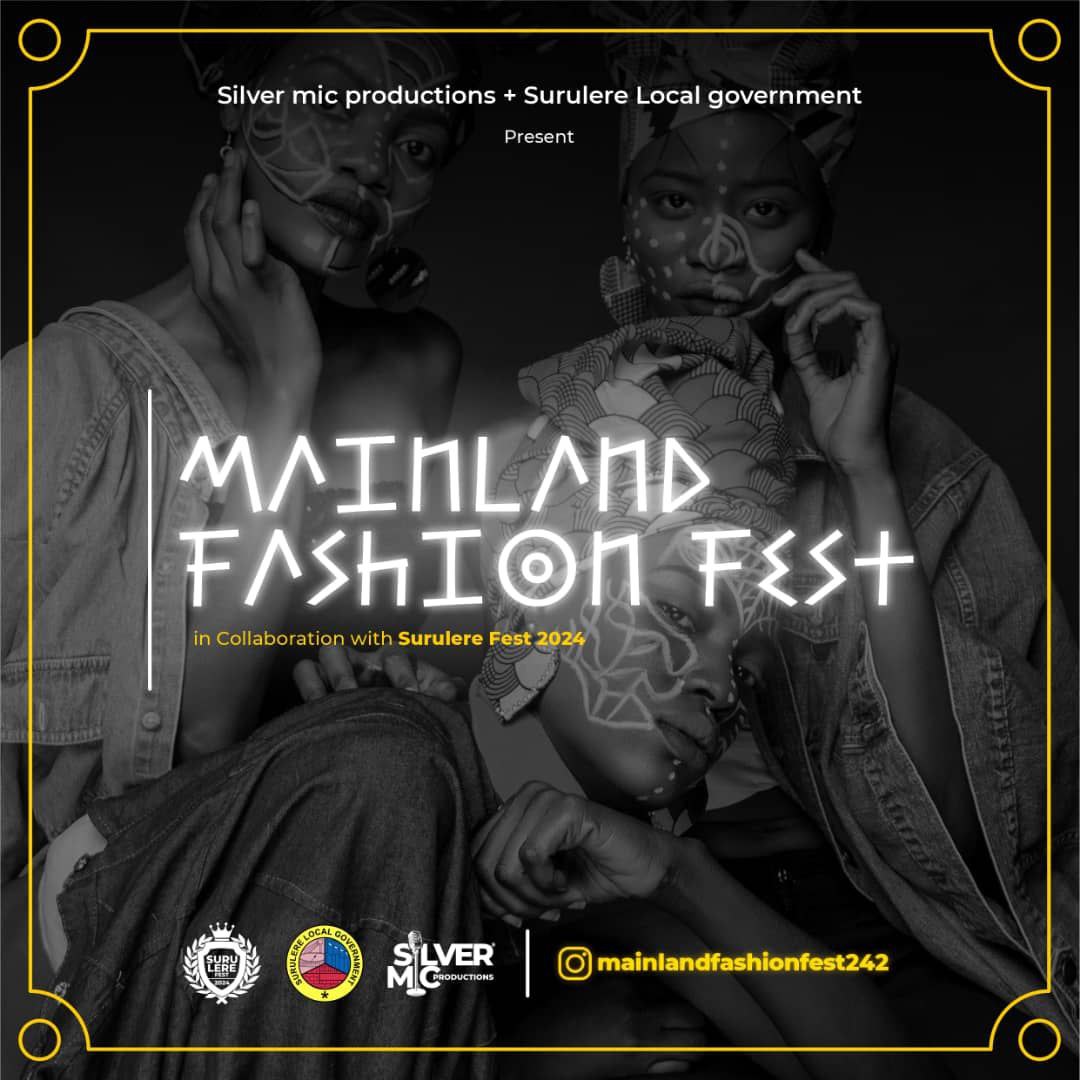 Silver mic productions + Surulere Local government
Present
MAINLAND
FASHION FEST
in Collaboration with Surulere Fest 2024
SURU
LERE
FEST
2024
SURULERE LOCAL GOVERNMENT
SILVER
MIC PRODUCTIONS
mainlandfashionfest242